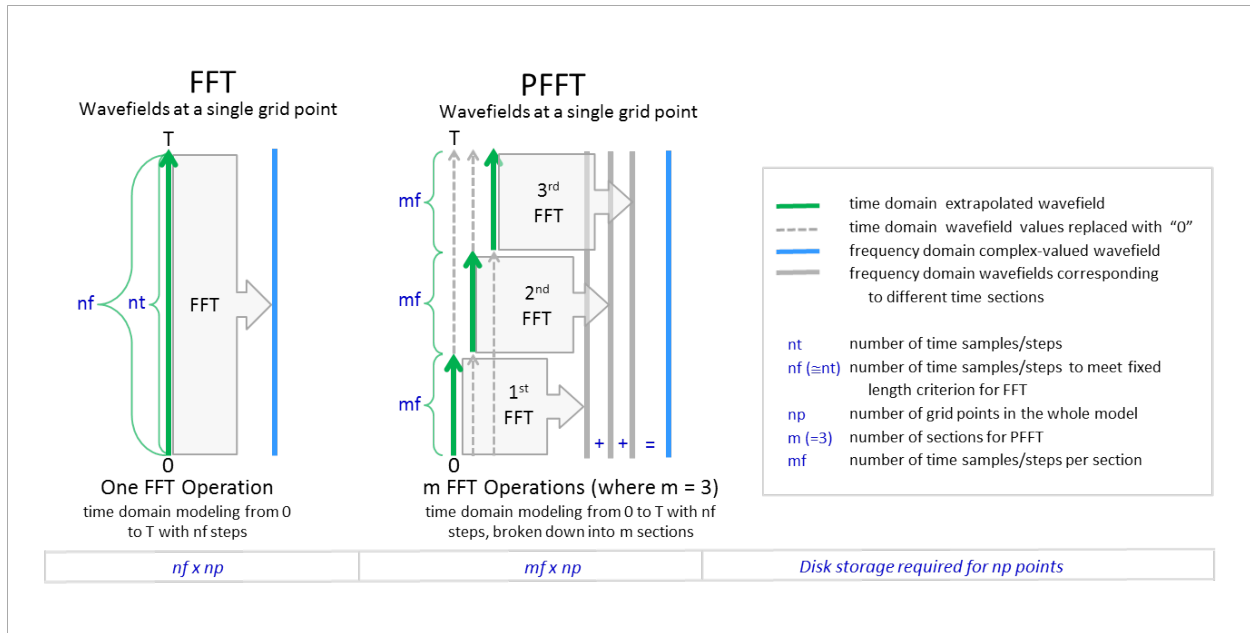 FFT
Wavefields at a single grid point
T
nf
nt
FFT
0
One FFT Operation
time domain modeling from 0
to T with nf steps
PFFT
Wavefields at a single grid point
T
mf
3rd
FFT
mf
2nd
FFT
mf
1st
FFT
+ + =
0
m FFT Operations (where m = 3)
time domain modeling from 0 to T with nf
steps, broken down into m sections
time domain extrapolated wavefield
time domain wavefield values replaced with “0”
frequency domain complex-valued wavefield
frequency domain wavefields corresponding
to different time sections
nt number of time samples/steps
nf (≅nt) number of time samples/steps to meet fixed
length criterion for FFT
np number of grid points in the whole model
m (=3) number of sections for PFFT
mf number of time samples/steps per section
nf x np mf x np Disk storage required for np points